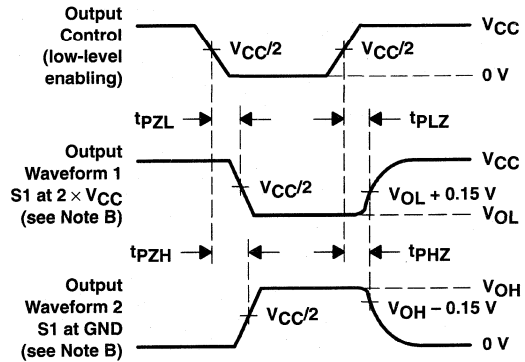 Output
Control
(low-level
enabling)
VCC/2
VCC/2
VCC
0 V
tPZL
tPLZ
Output
Waveform 1
S1 at 2 × VCC
(see Note B)
VCC/2
VCC
VOL + 0.15 V
VOL
tPZH
tPHZ
Output
Waveform 2
S1 at GND
(see Note B)
VCC/2
VOH
VOH – 0.15 V
0 V